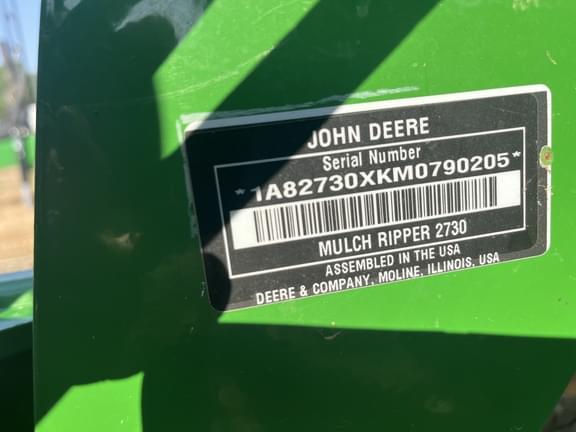 JOHN DEERE
Serial Number
*1A82730XKM0790205*
MULCH RIPPER 2730
ASSEMBLED IN THE USA
DEERE & COMPANY, MOLINE, ILLINOIS, USA